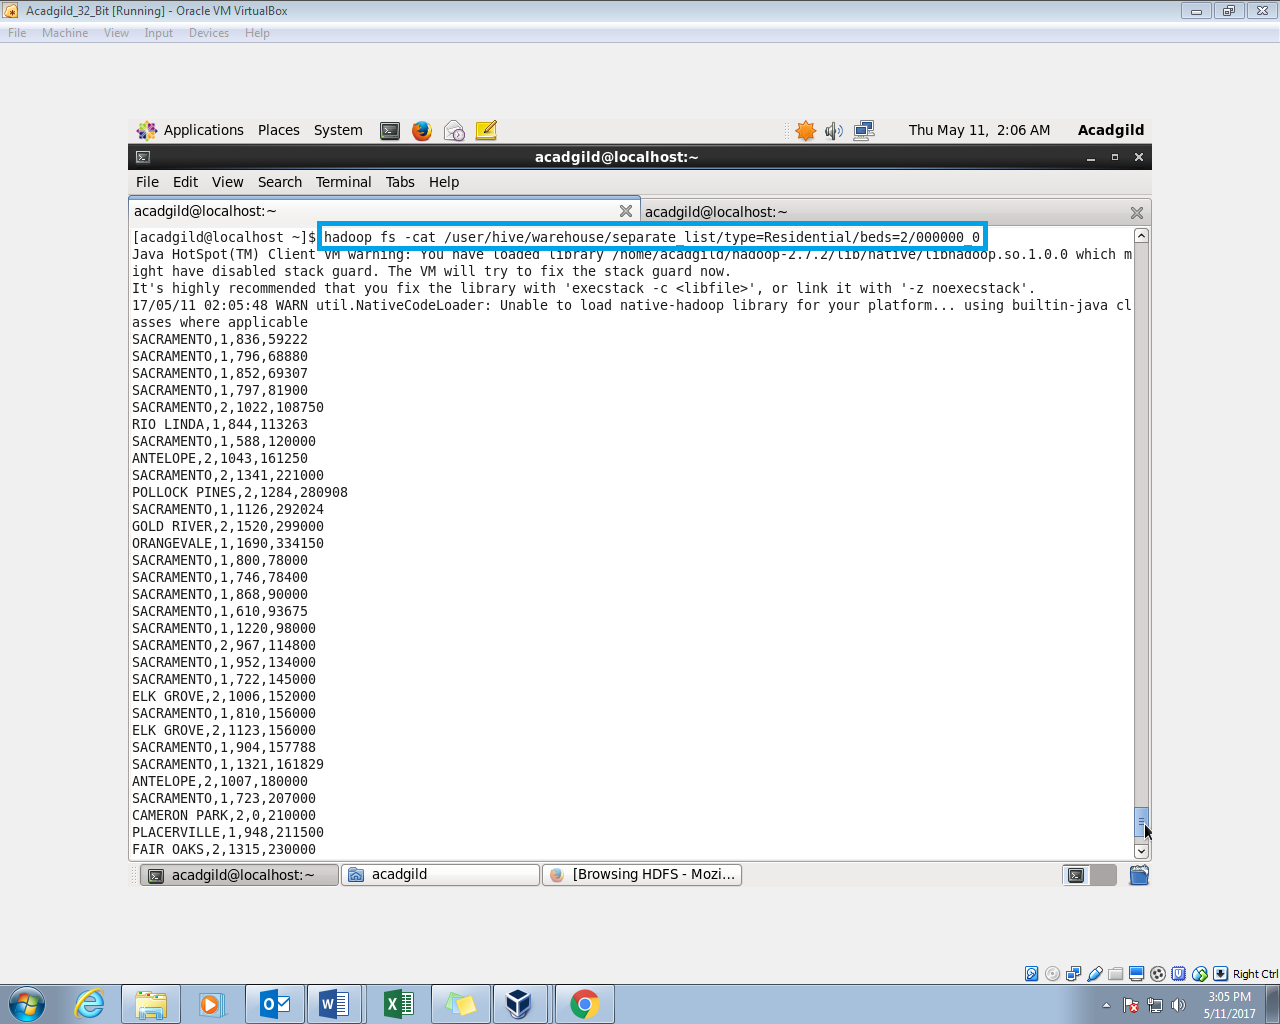 Acadgild_32_Bit [Running] - Oracle VM VirtualBox
File Machine View Input Devices Help
Applications Places System Thu May 11, 2:06 AM Acadgild
acadgild@localhost:~
File Edit View Search Terminal Tabs Help
acadgild@localhost:~ acadgild@localhost:~
[acadgild@localhost ~]$ hadoop fs -cat /user/hive/warehouse/separate_list/type=Residential/beds=2/000000_0
Java HotSpot(TM) Client VM warning: You have loaded library /home/acadgild/hadoop-2.7.2/lib/native/libhadoop.so.1.0.0 which m
ight have disabled stack guard. The VM will try to fix the stack guard now.
It's highly recommended that you fix the library with 'execstack -c <libfile>', or link it with '-z noexecstack'.
17/05/11 02:05:48 WARN util.NativeCodeLoader: Unable to load native-hadoop library for your platform... using builtin-java cl
asses where applicable
SACRAMENTO,1,836,59222
SACRAMENTO,1,796,68880
SACRAMENTO,1,852,69307
SACRAMENTO,1,797,81900
SACRAMENTO,2,1022,108750
RIO LINDA,1,844,113263
SACRAMENTO,1,588,120000
ANTELOPE,2,1043,161250
SACRAMENTO,2,1341,221000
POLLOCK PINES,2,1284,280908
SACRAMENTO,1,1126,292024
GOLD RIVER,2,1520,299000
ORANGEVALE,1,1690,334150
SACRAMENTO,1,800,78000
SACRAMENTO,1,746,78400
SACRAMENTO,1,868,90000
SACRAMENTO,1,610,93675
SACRAMENTO,1,1220,98000
SACRAMENTO,2,967,114800
SACRAMENTO,1,952,134000
SACRAMENTO,1,722,145000
ELK GROVE,2,1006,152000
SACRAMENTO,1,810,156000
ELK GROVE,2,1123,156000
SACRAMENTO,1,904,157788
SACRAMENTO,1,1321,161829
ANTELOPE,2,1007,180000
SACRAMENTO,1,723,207000
CAMERON PARK,2,0,210000
PLACERVILLE,1,948,211500
FAIR OAKS,2,1315,230000
acadgild@localhost:~ acadgild [Browsing HDFS - Mozi...
Right Ctrl
3:05 PM
5/11/2017